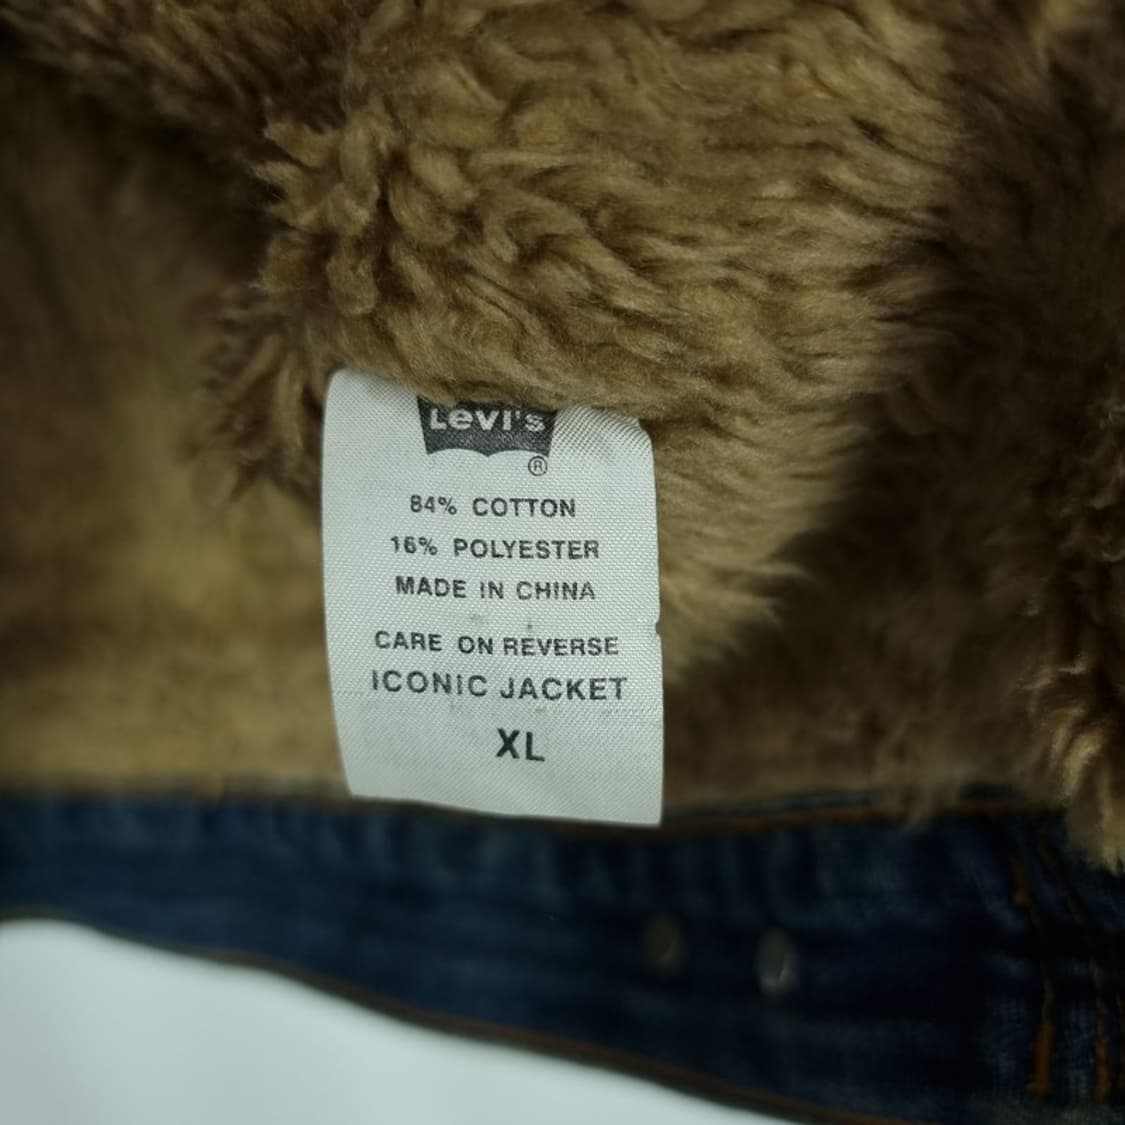 Levi's
®
84% COTTON
16% POLYESTER
MADE IN CHINA
CARE ON REVERSE
ICONIC JACKET
XL